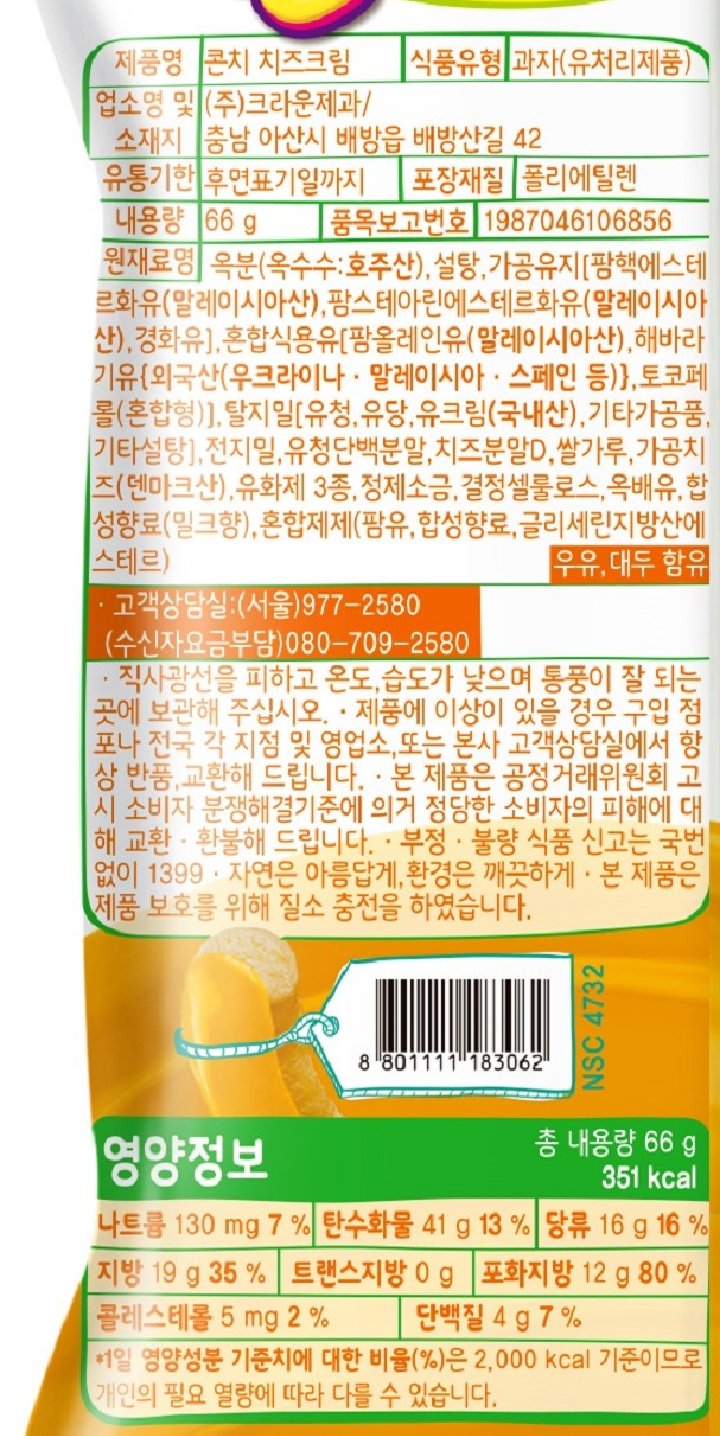 제품명 콘치 치즈크림 식품유형 과자(유처리제품)
업소명 및 소재지 (주)크라운제과/
충남 아산시 배방읍 배방산길 42
유통기한 후면표기일까지 포장재질 폴리에틸렌
내용량 66 g 품목보고번호 1987046106856
원재료명 옥분(옥수수:호주산),설탕,가공유지[팜핵에스테
르화유(말레이시아산),팜스테아린에스테르화유(말레이시아
산),경화유],혼합식용유[팜올레인유(말레이시아산),해바라
기유{외국산(우크라이나·말레이시아·스페인 등)},토코페
롤(혼합형)],탈지밀[유청,유당,유크림(국내산),기타가공품,
기타설탕],전지밀,유청단백분말,치즈분말D,쌀가루,가공치
즈(덴마크산),유화제 3종,정제소금,결정셀룰로스,옥배유,합
성향료(밀크향),혼합제제(팜유,합성향료,글리세린지방산에
스테르) 우유,대두 함유
· 고객상담실:(서울)977-2580
(수신자요금부담)080-709-2580
· 직사광선을 피하고 온도,습도가 낮으며 통풍이 잘 되는
곳에 보관해 주십시오. · 제품에 이상이 있을 경우 구입 점
포나 전국 각 지점 및 영업소,또는 본사 고객상담실에서 항
상 반품,교환해 드립니다. · 본 제품은 공정거래위원회 고
시 소비자 분쟁해결기준에 의거 정당한 소비자의 피해에 대
해 교환·환불해 드립니다. · 부정·불량 식품 신고는 국번
없이 1399 · 자연은 아름답게,환경은 깨끗하게 · 본 제품은
제품 보호를 위해 질소 충전을 하였습니다.
8 801111 183062
NSC 4732
영양정보 총 내용량 66 g
351 kcal
나트륨 130 mg 7 % 탄수화물 41 g 13 % 당류 16 g 16 %
지방 19 g 35 % 트랜스지방 0 g 포화지방 12 g 80 %
콜레스테롤 5 mg 2 % 단백질 4 g 7 %
*1일 영양성분 기준치에 대한 비율(%)은 2,000 kcal 기준이므로
개인의 필요 열량에 따라 다를 수 있습니다.